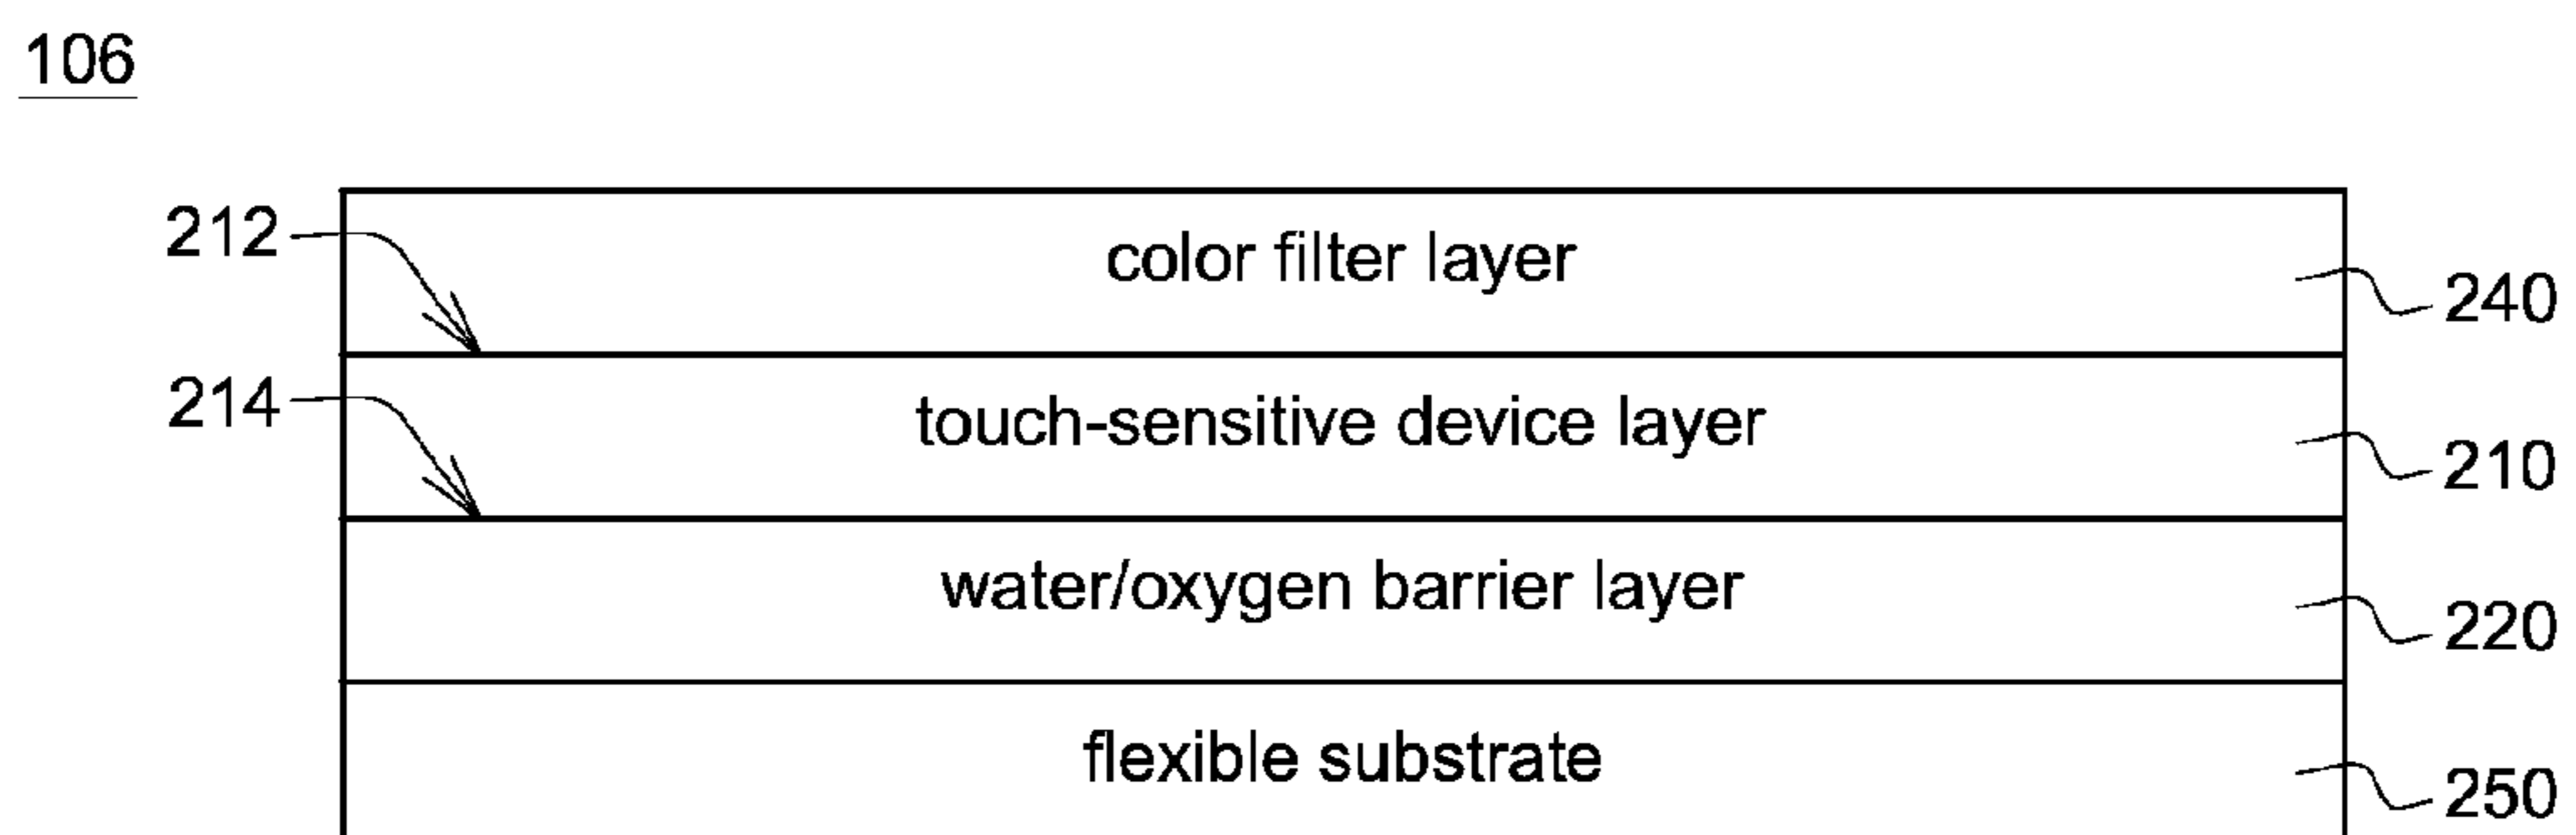 106
212
color filter layer
240
214
touch-sensitive device layer
210
water/oxygen barrier layer
220
flexible substrate
250